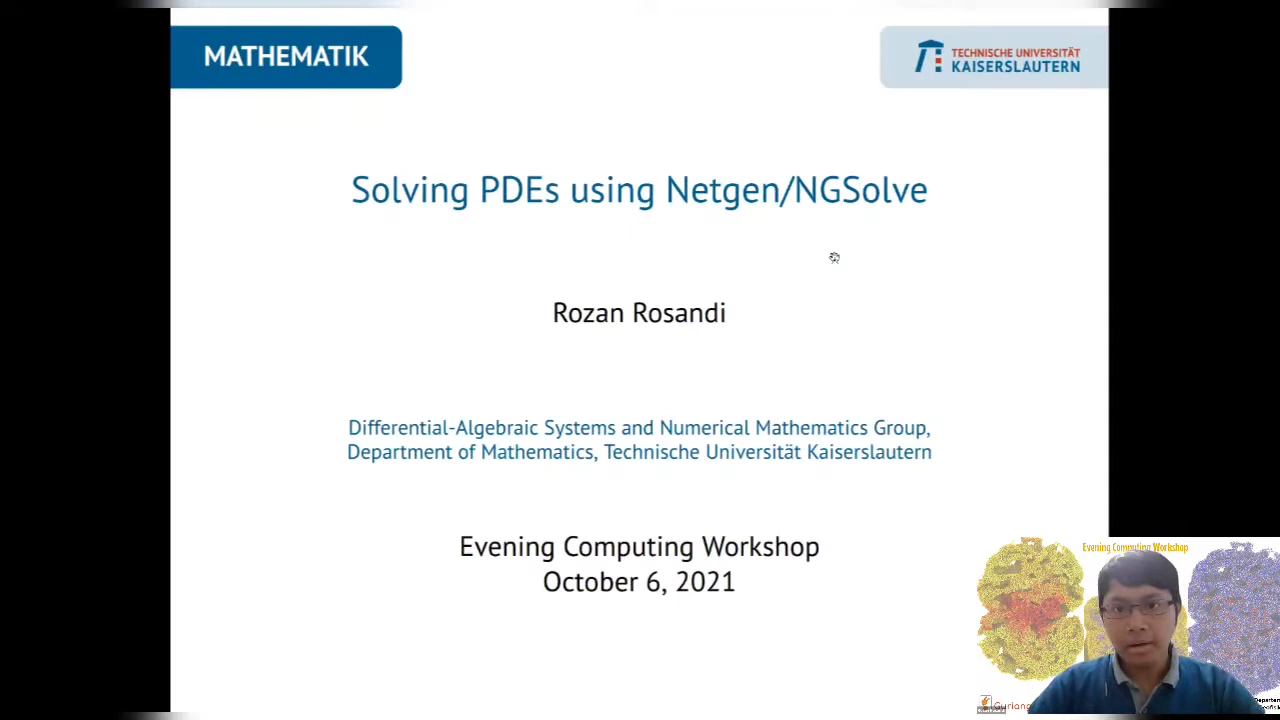 MATHEMATIK
TECHNISCHE UNIVERSITÄT
KAISERSLAUTERN
Solving PDEs using Netgen/NGSolve
Rozan Rosandi
Differential-Algebraic Systems and Numerical Mathematics Group,
Department of Mathematics, Technische Universität Kaiserslautern
Evening Computing Workshop
October 6, 2021
Evening Computing Workshop